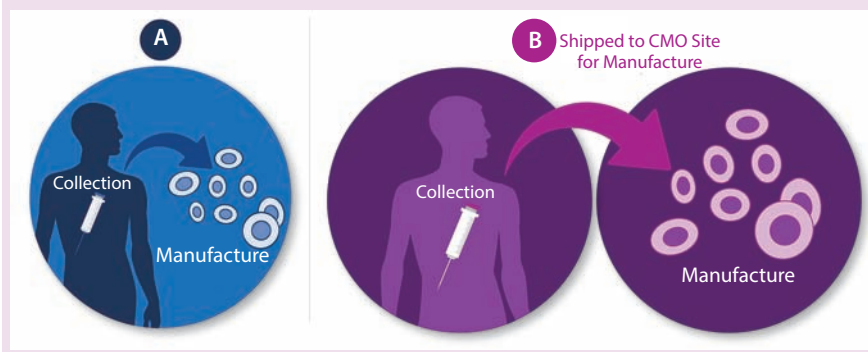 A
Collection
Manufacture
B
Shipped to CMO Site
for Manufacture
Collection
Manufacture